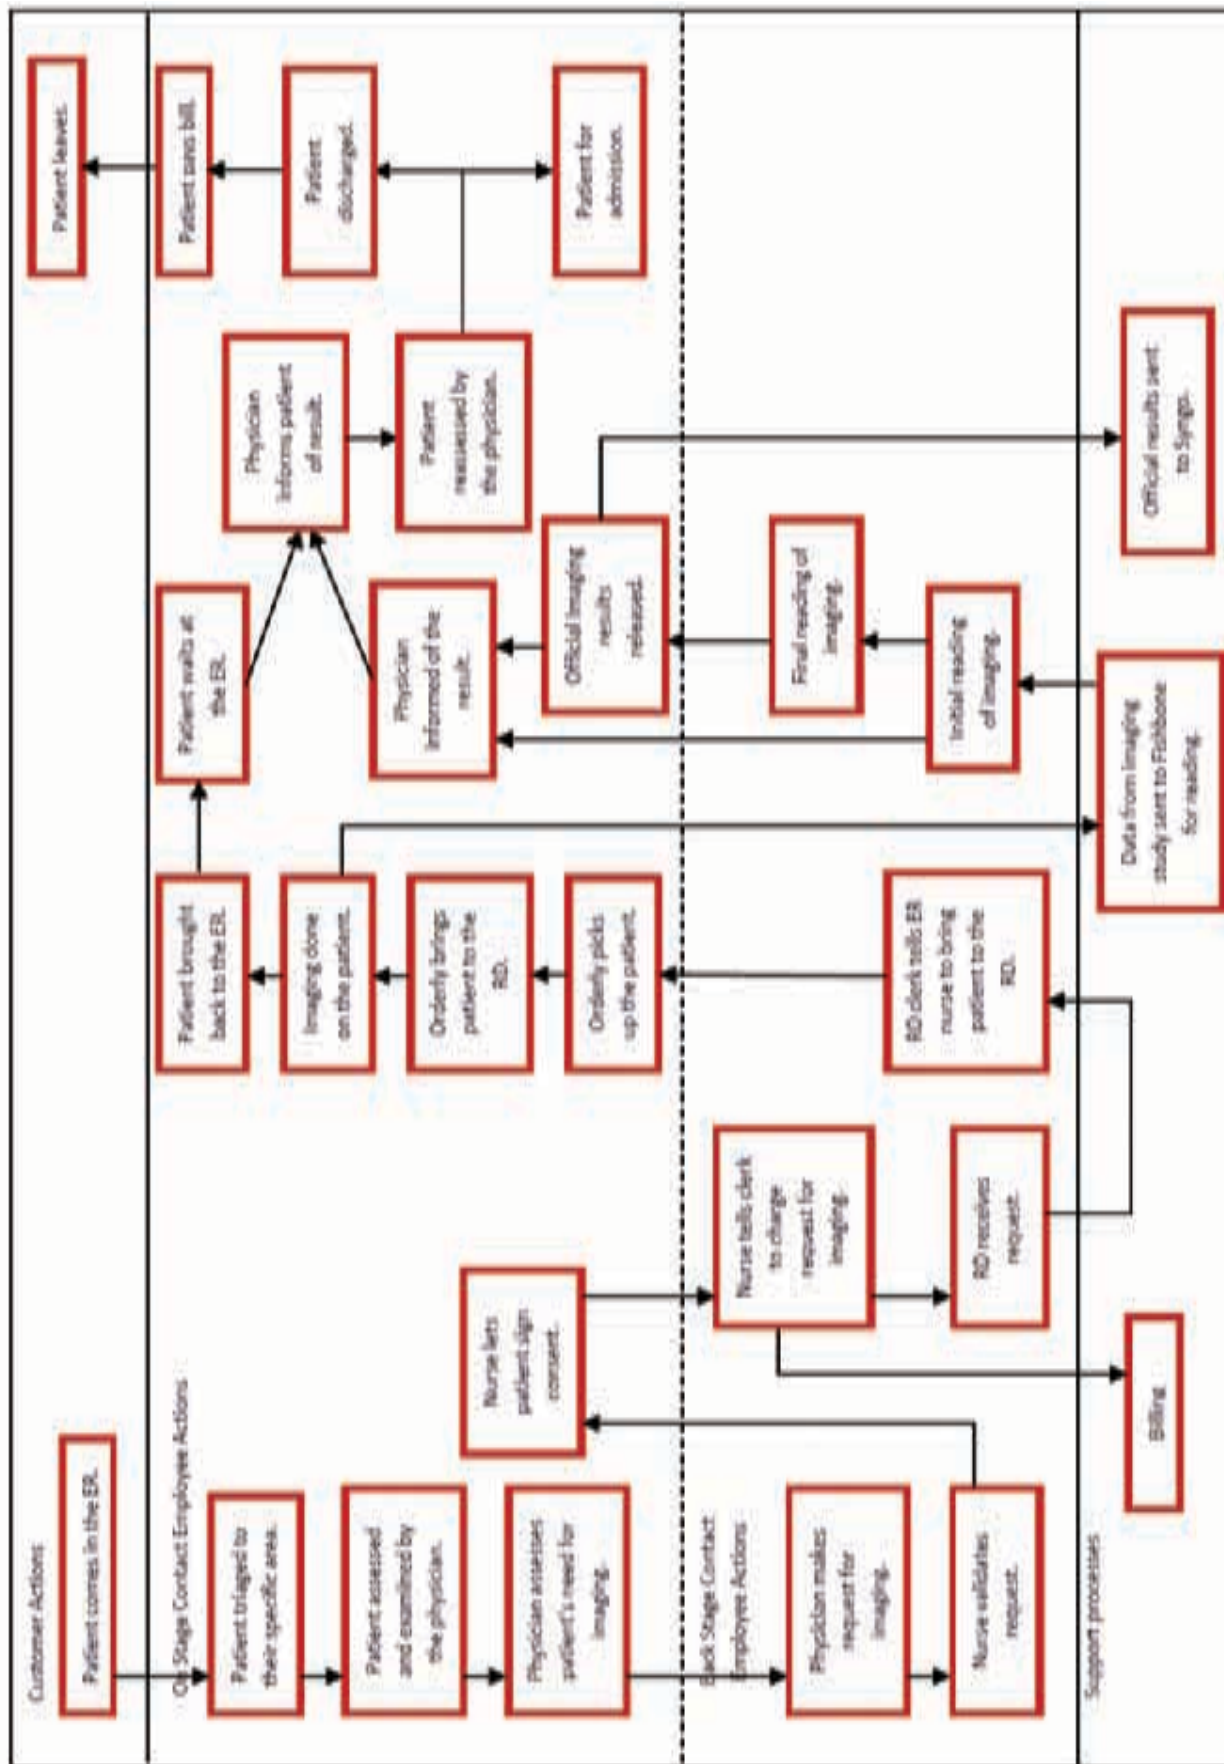 Customer Actions
Patient comes in the ER.
Patient leaves.
On Stage Contact Employee Actions
Patient triaged to
their specific area.
Patient assessed
and examined by
the physician.
Physician assesses
patient's need for
imaging.
Nurse lets
patient sign
consent.
Patient brought
back to the ER.
Imaging done
on the patient.
Orderly brings
patient to the
RD.
Orderly picks
up the patient.
Patient waits at
the ER.
Physician
informed of the
result.
Official imaging
results
released.
Physician
informs patient
of result.
Patient
reassessed by
the physician.
Patient pays bill.
Patient
discharged.
Patient for
admission.
Back Stage Contact
Employee Actions
Physician makes
request for
imaging.
Nurse validates
request.
Nurse tells clerk
to charge
request for
imaging.
RD receives
request.
RD clerk tells ER
nurse to bring
patient to the
RD.
Final reading of
imaging.
Initial reading
of imaging.
Support processes
Billing
Data from imaging
study sent to Fishbone
for reading.
Official results sent
to Syngo.